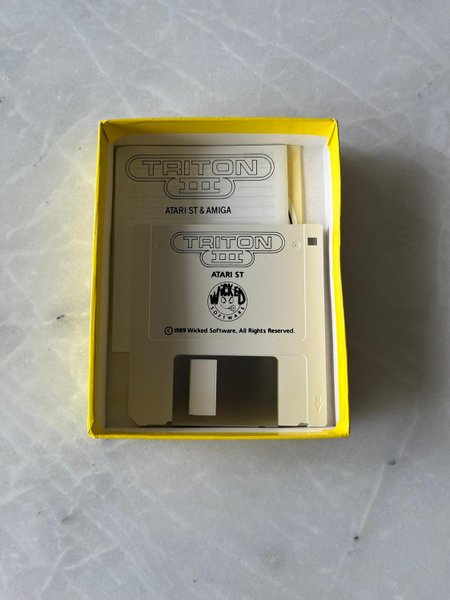 TRITON
III
ATARI ST & AMIGA
TRITON
III
ATARI ST
WICKED
SOFTWARE
© 1989 Wicked Software, All Rights Reserved.